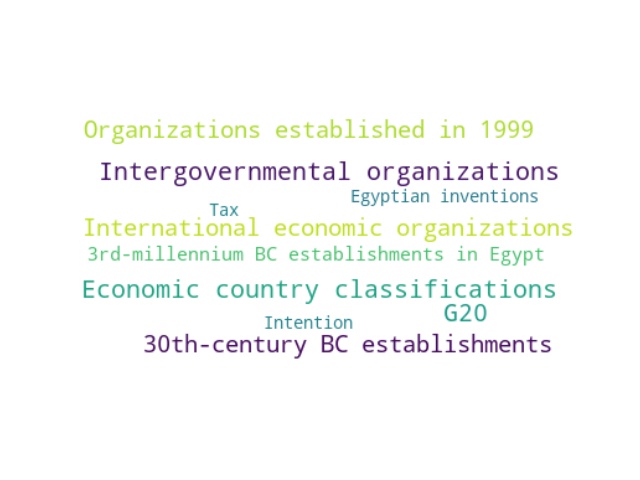 Organizations established in 1999
Intergovernmental organizations
Egyptian inventions
Tax
International economic organizations
3rd-millennium BC establishments in Egypt
Economic country classifications
G20
Intention
30th-century BC establishments